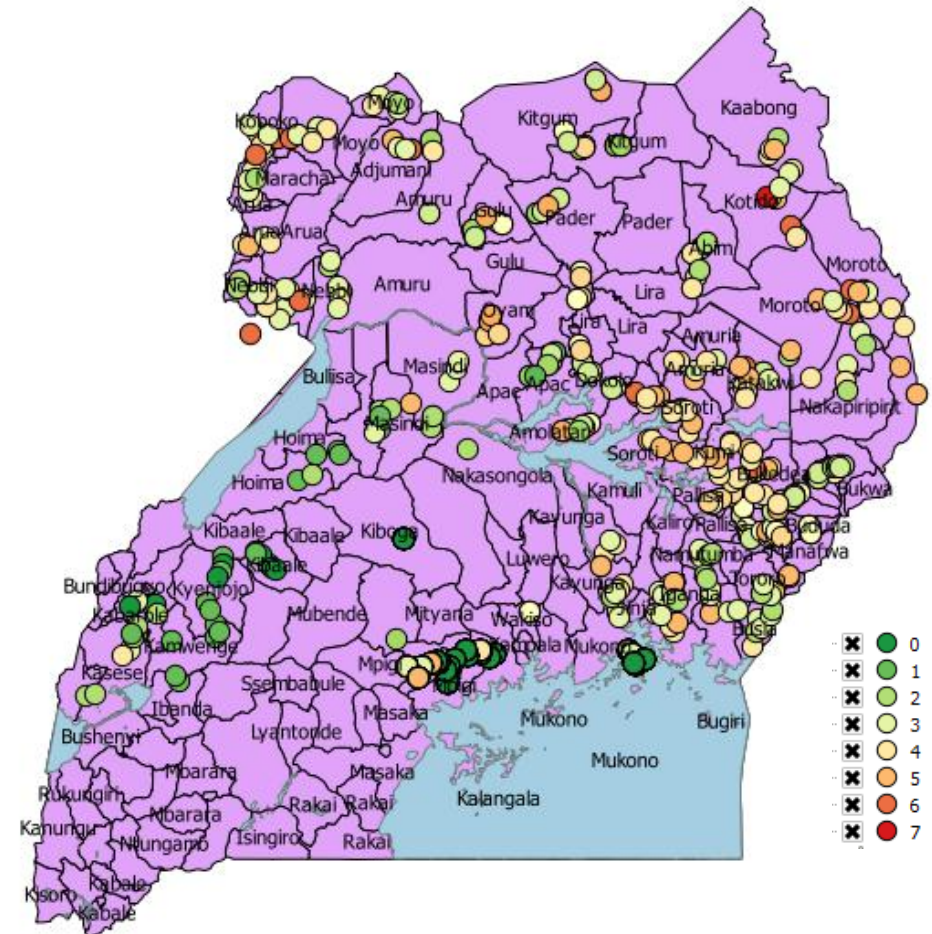 Kaabong
Moyo
Koboko
Kitgum
Kitgum
Moyo
Adjumani
Maracha
Amuru
Kotido
Arua
Gulu
Pader
Pader
Arua
Arua
Abim
Gulu
Moroto
Nebbi
Nebbi
Amuru
Lira
Moroto
Oyam
Lira
Lira
Amuria
Masindi
Amuria
Buliisa
Apac
Apac
Dokolo
Katakwi
Soroti
Nakapiripirit
Masindi
Amolatar
Hoima
Soroti
Kumi
Nakasongola
Bukedea
Hoima
Kamuli
Pallisa
Bukwa
Kayunga
Kaliro
Pallisa
Bududa
Kibaale
Kibaale
Kiboga
Manafwa
Luwero
Namutumba
Kibaale
Bundibugyo
Kyenjojo
Kayunga
Tororo
Iganga
Kabarole
Mubende
Mityana
Wakiso
Jinja
Busia
Kamwenge
Kampala
Mukono
0
Mpigi
1
Kasese
Ssembabule
Mpigi
2
Ibanda
Masaka
Mukono
Bugiri
3
Bushenyi
Lyantonde
4
Mbarara
Masaka
Mukono
5
Rukungiri
Rakai
Rakai
Kalangala
6
Kanungu
Mbarara
Isingiro
Rakai
7
Ntungamo
Kabale
Kisoro
Kabale